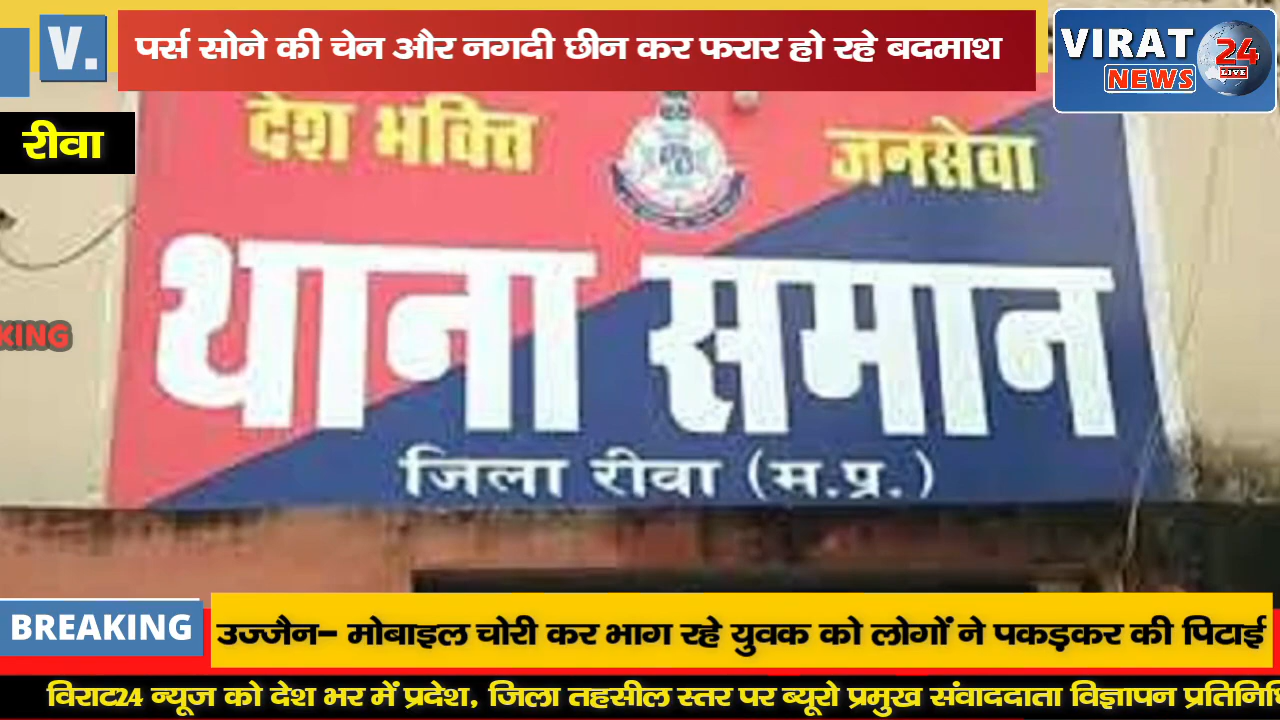 V.
पर्स सोने की चेन और नगदी छीन कर फरार हो रहे बदमाश
VIRAT
24
NEWS
LIVE
रीवा
देश भक्ति
जनसेवा
थाना समान
KING
जिला रीवा (म.प्र.)
BREAKING
उज्जैन- मोबाइल चोरी कर भाग रहे युवक को लोगों ने पकड़कर की पिटाई
विराट24 न्यूज को देश भर में प्रदेश, जिला तहसील स्तर पर ब्यूरो प्रमुख संवाददाता विज्ञापन